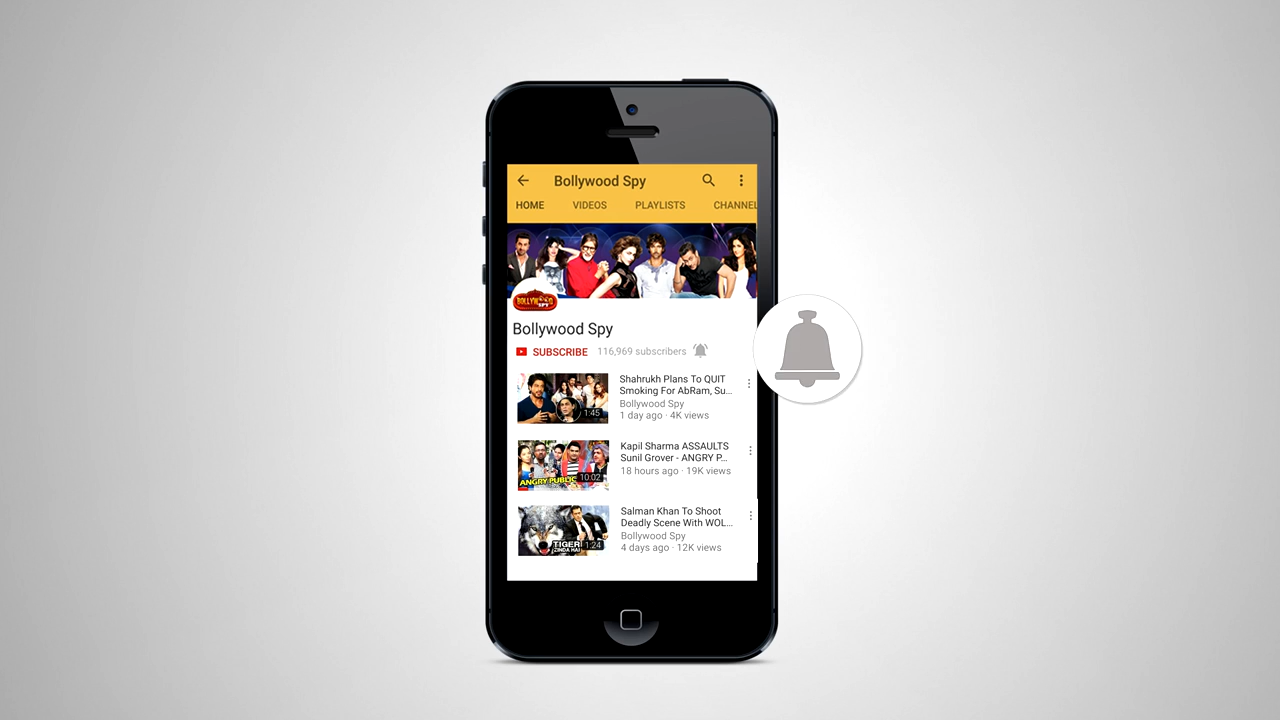 Bollywood Spy
HOME VIDEOS PLAYLISTS CHANNEL
BOLLYWOOD
SPY
Bollywood Spy
SUBSCRIBE 116,969 subscribers
Shahrukh Plans To QUIT
Smoking For AbRam, Su...
Bollywood Spy
1 day ago · 4K views
1:45
Kapil Sharma ASSAULTS
Sunil Grover - ANGRY P...
18 hours ago · 19K views
10:02
ANGRY PUBLIC
Salman Khan To Shoot
Deadly Scene With WOL...
Bollywood Spy
4 days ago · 12K views
TIGER
ZINDA HAI
1:24